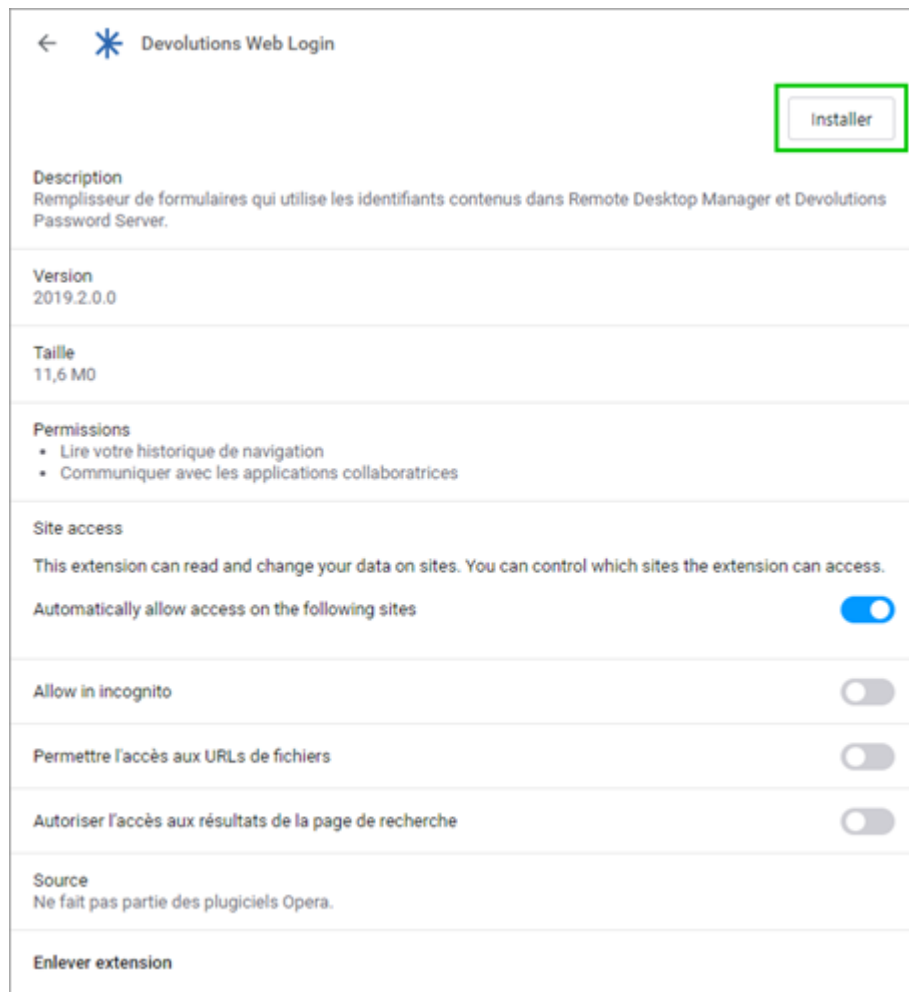 Devolutions Web Login
Installer
Description
Remplisseur de formulaires qui utilise les identifiants contenus dans Remote Desktop Manager et Devolutions
Password Server.
Version
2019.2.0.0
Taille
11,6 M0
Permissions
• Lire votre historique de navigation
• Communiquer avec les applications collaboratrices
Site access
This extension can read and change your data on sites. You can control which sites the extension can access.
Automatically allow access on the following sites
Allow in incognito
Permettre l'accès aux URLs de fichiers
Autoriser l'accès aux résultats de la page de recherche
Source
Ne fait pas partie des plugiciels Opera.
Enlever extension